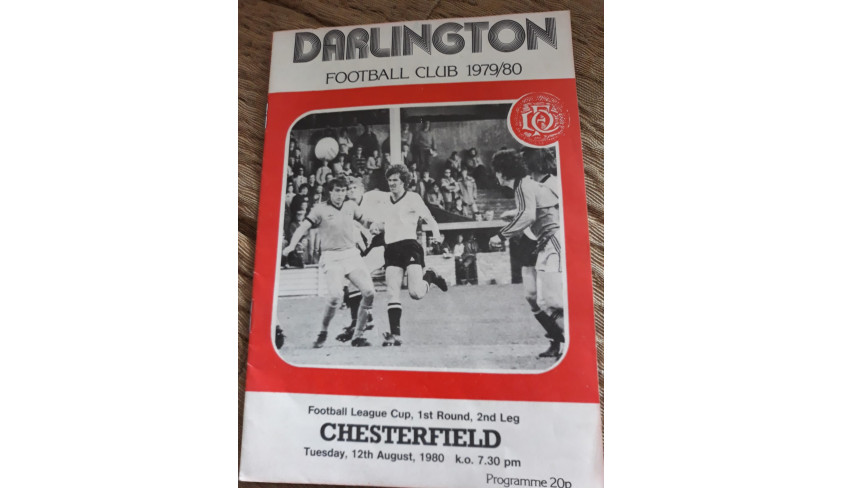 DARLINGTON
FOOTBALL CLUB 1979/80
Football League Cup, 1st Round, 2nd Leg
CHESTERFIELD
Tuesday, 12th August, 1980 k.o. 7.30 pm
Programme 20p